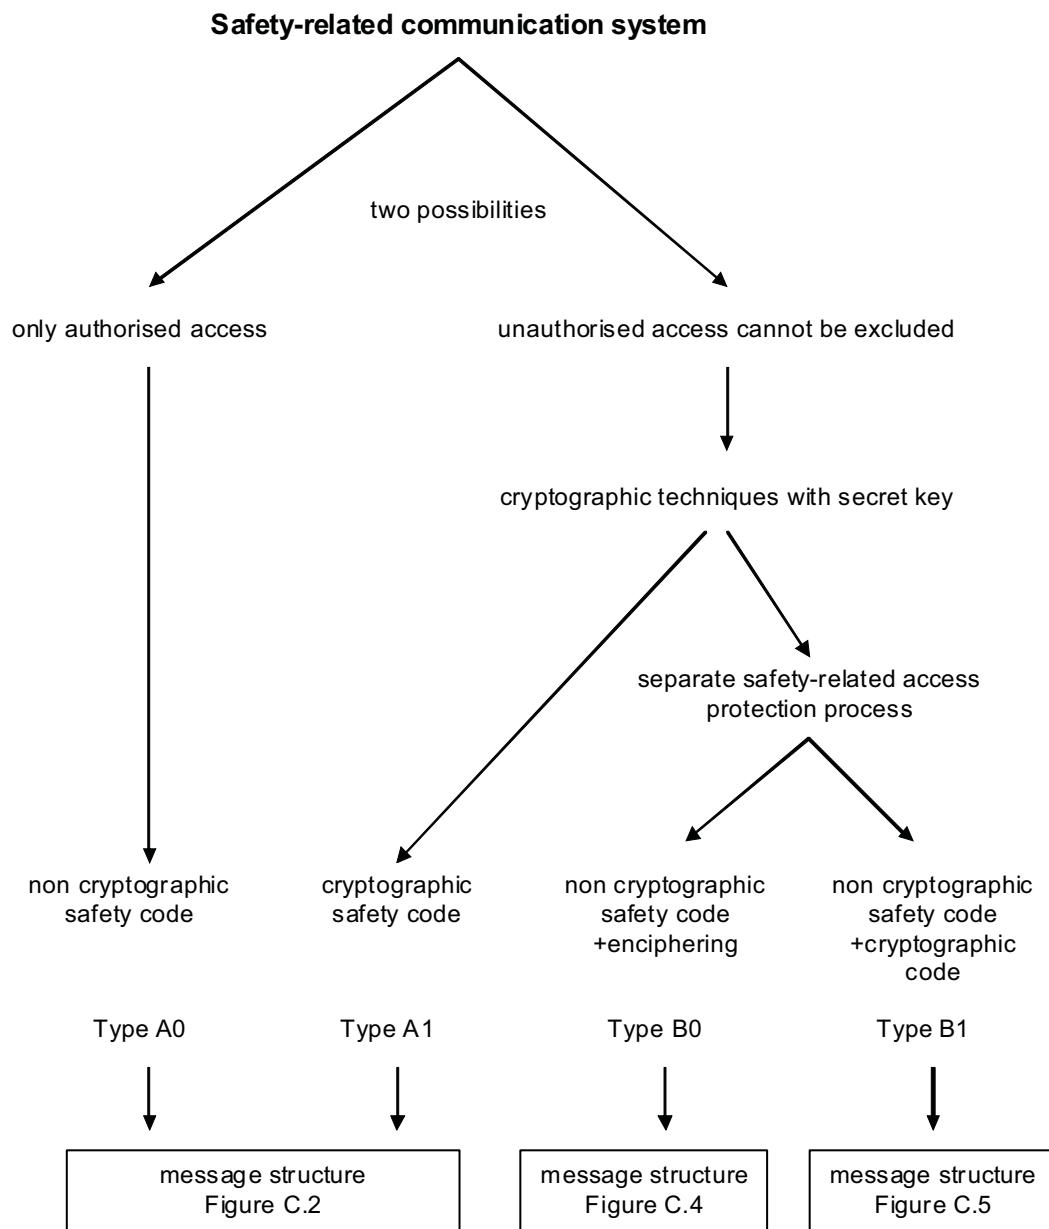 Safety-related communication system
two possibilities
only authorised access
unauthorised access cannot be excluded
cryptographic techniques with secret key
separate safety-related access
protection process
non cryptographic
safety code
cryptographic
safety code
non cryptographic
safety code
+enciphering
non cryptographic
safety code
+cryptographic
code
Type A0
Type A1
Type B0
Type B1
message structure
Figure C.2
message structure
Figure C.4
message structure
Figure C.5